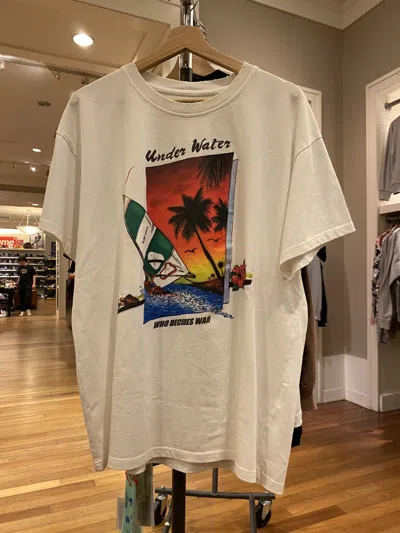 Under Water
WHO DECIDES WAR